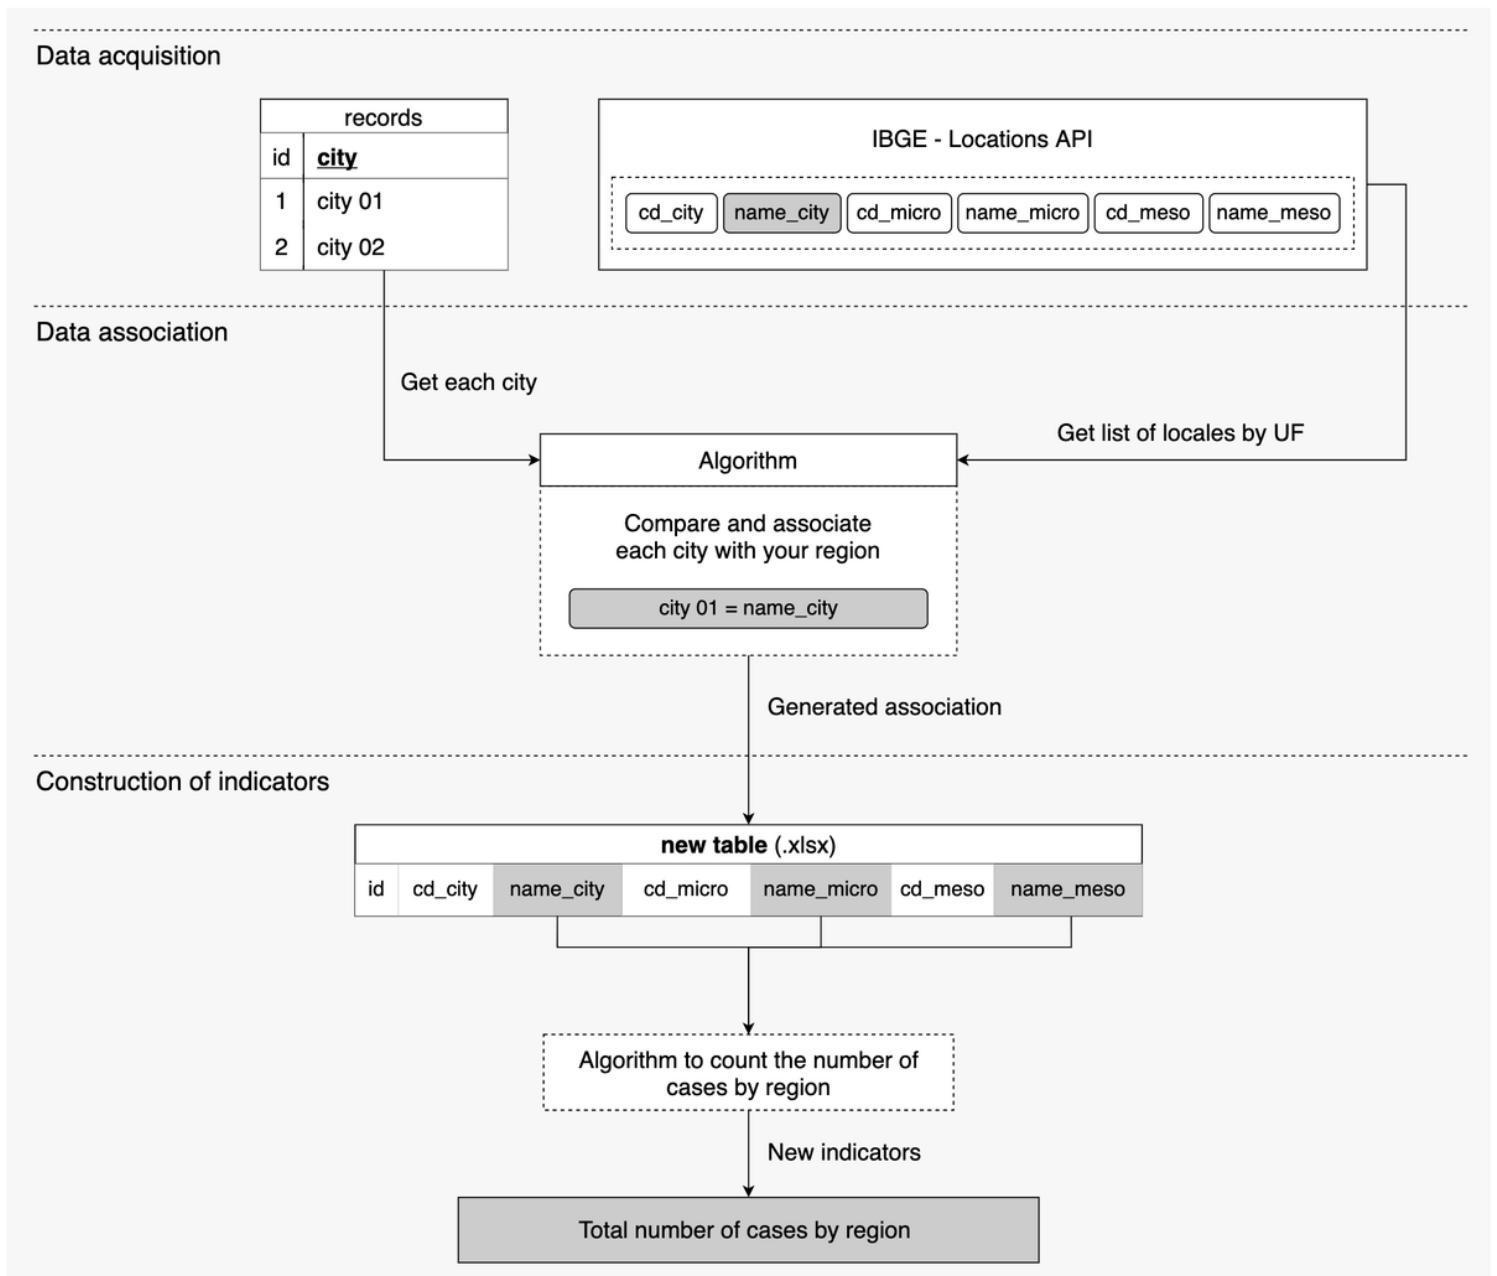 Data acquisition
records
id city
1 city 01
2 city 02
IBGE - Locations API
cd_city name_city cd_micro name_micro cd_meso name_meso
Data association
Get each city
Get list of locales by UF
Algorithm
Compare and associate
each city with your region
city 01 = name_city
Generated association
Construction of indicators
new table (.xlsx)
id cd_city name_city cd_micro name_micro cd_meso name_meso
Algorithm to count the number of
cases by region
New indicators
Total number of cases by region